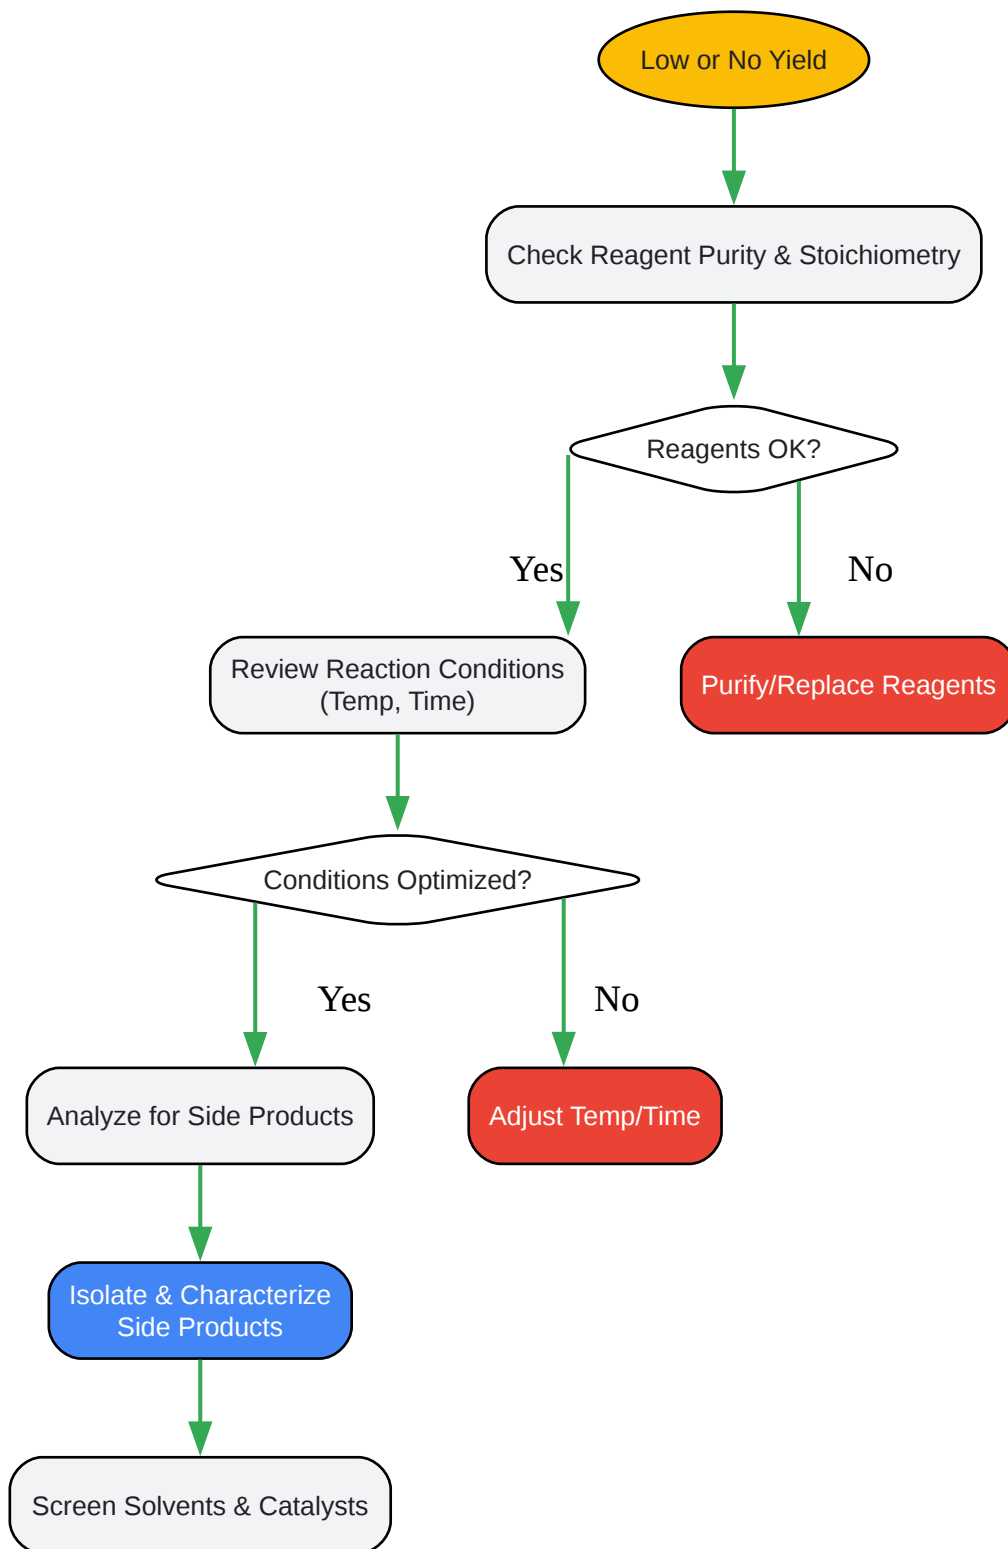 Low or No Yield
Check Reagent Purity & Stoichiometry
Reagents OK?
Yes
No
Review Reaction Conditions
(Temp, Time)
Purify/Replace Reagents
Conditions Optimized?
Yes
No
Analyze for Side Products
Adjust Temp/Time
Isolate & Characterize
Side Products
Screen Solvents & Catalysts